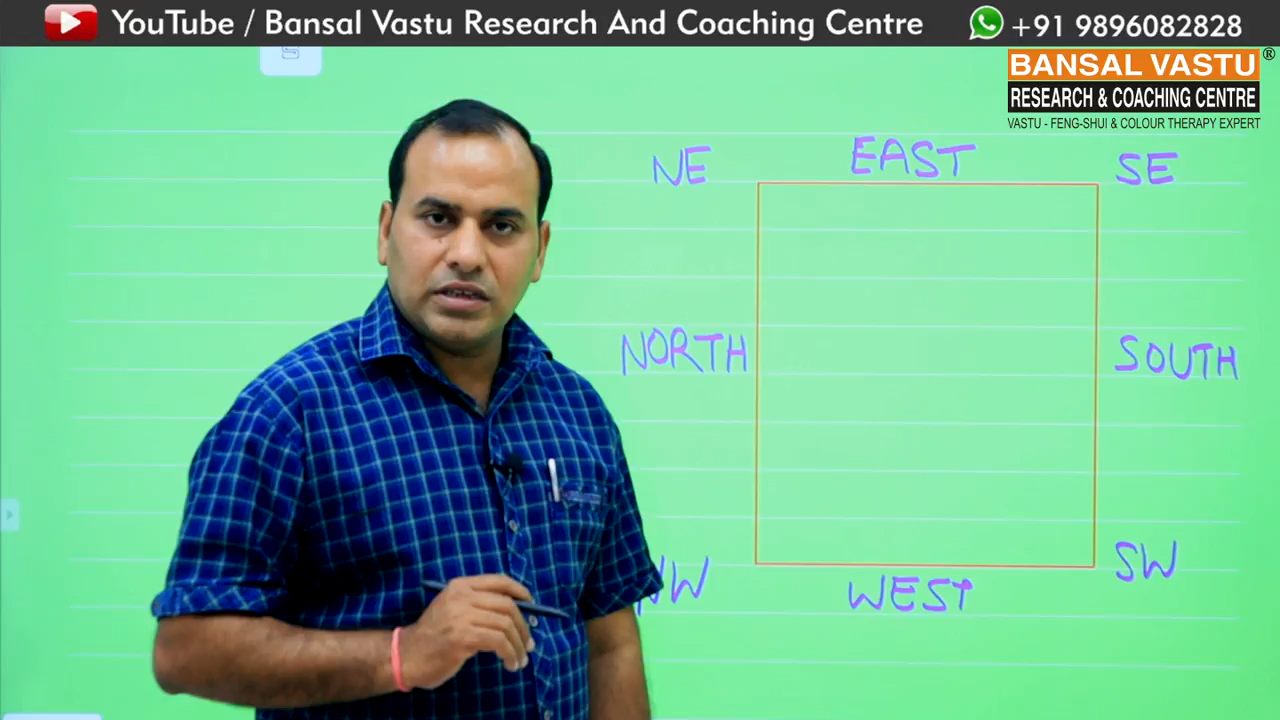 YouTube / Bansal Vastu Research And Coaching Centre
+91 9896082828
BANSAL VASTU®
RESEARCH & COACHING CENTRE
VASTU - FENG-SHUI & COLOUR THERAPY EXPERT
NE EAST SE
NORTH SOUTH
NW SW
WEST